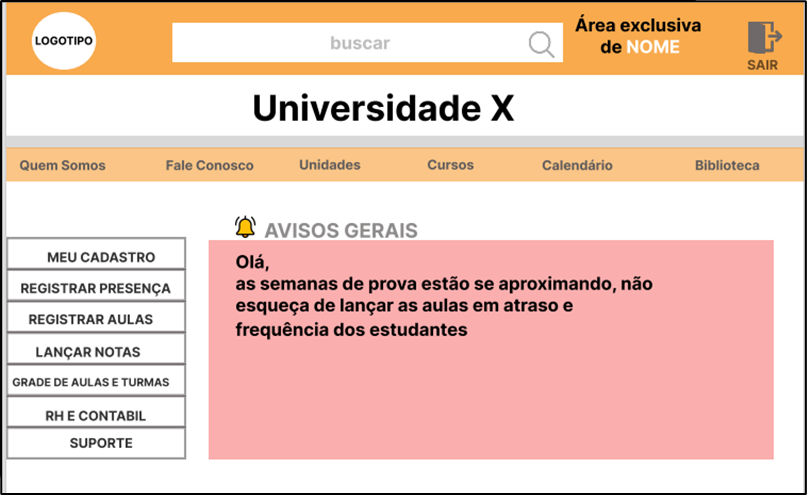 LOGOTIPO
buscar
Área exclusiva
de NOME
SAIR
Universidade X
Quem Somos
Fale Conosco
Unidades
Cursos
Calendário
Biblioteca
AVISOS GERAIS
MEU CADASTRO
REGISTRAR PRESENÇA
REGISTRAR AULAS
LANÇAR NOTAS
GRADE DE AULAS E TURMAS
RH E CONTABIL
SUPORTE
Olá,
as semanas de prova estão se aproximando, não
esqueça de lançar as aulas em atraso e
frequência dos estudantes